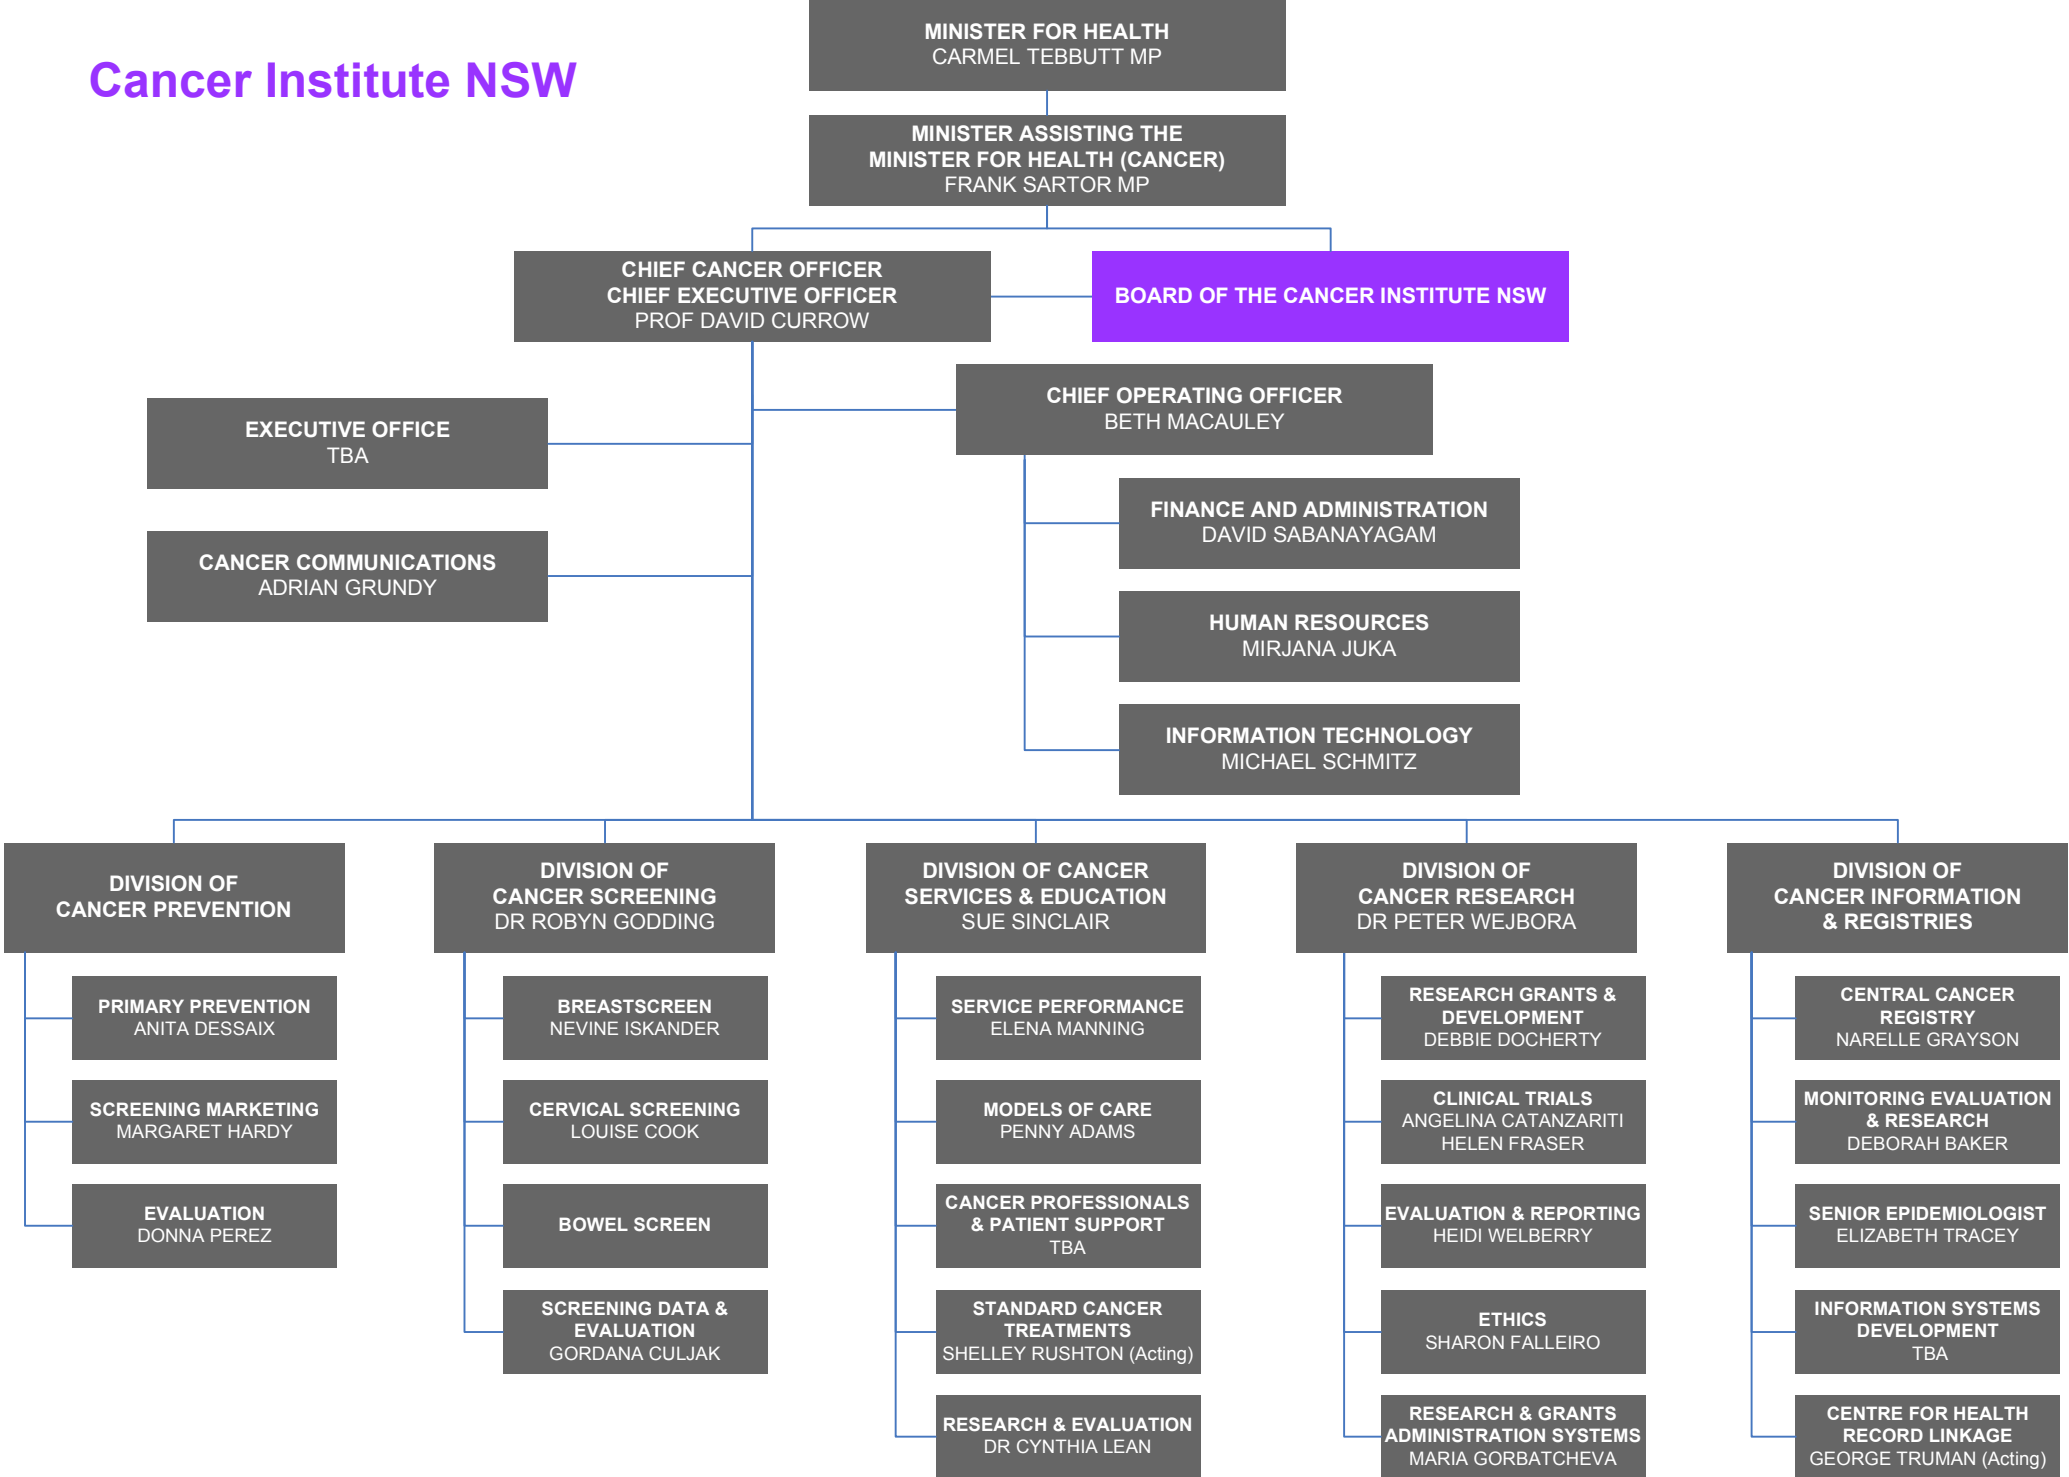 Cancer Institute NSW
MINISTER FOR HEALTH
CARMEL TEBBUTT MP
MINISTER ASSISTING THE
MINISTER FOR HEALTH (CANCER)
FRANK SARTOR MP
CHIEF CANCER OFFICER
CHIEF EXECUTIVE OFFICER
PROF DAVID CURROW
BOARD OF THE CANCER INSTITUTE NSW
CHIEF OPERATING OFFICER
BETH MACAULEY
EXECUTIVE OFFICE
TBA
FINANCE AND ADMINISTRATION
DAVID SABANAYAGAM
CANCER COMMUNICATIONS
ADRIAN GRUNDY
HUMAN RESOURCES
MIRJANA JUKA
INFORMATION TECHNOLOGY
MICHAEL SCHMITZ
DIVISION OF
CANCER PREVENTION
PRIMARY PREVENTION
ANITA DESSAIX
SCREENING MARKETING
MARGARET HARDY
EVALUATION
DONNA PEREZ
DIVISION OF
CANCER SCREENING
DR ROBYN GODDING
BREASTSCREEN
NEVINE ISKANDER
CERVICAL SCREENING
LOUISE COOK
BOWEL SCREEN
SCREENING DATA &
EVALUATION
GORDANA CULJAK
DIVISION OF CANCER
SERVICES & EDUCATION
SUE SINCLAIR
SERVICE PERFORMANCE
ELENA MANNING
MODELS OF CARE
PENNY ADAMS
CANCER PROFESSIONALS
& PATIENT SUPPORT
TBA
STANDARD CANCER
TREATMENTS
SHELLEY RUSHTON (Acting)
RESEARCH & EVALUATION
DR CYNTHIA LEAN
DIVISION OF
CANCER RESEARCH
DR PETER WEJBORA
RESEARCH GRANTS &
DEVELOPMENT
DEBBIE DOCHERTY
CLINICAL TRIALS
ANGELINA CATANZARITI
HELEN FRASER
EVALUATION & REPORTING
HEIDI WELBERRY
ETHICS
SHARON FALLEIRO
RESEARCH & GRANTS
ADMINISTRATION SYSTEMS
MARIA GORBATCHEVA
DIVISION OF
CANCER INFORMATION
& REGISTRIES
CENTRAL CANCER
REGISTRY
NARELLE GRAYSON
MONITORING EVALUATION
& RESEARCH
DEBORAH BAKER
SENIOR EPIDEMIOLOGIST
ELIZABETH TRACEY
INFORMATION SYSTEMS
DEVELOPMENT
TBA
CENTRE FOR HEALTH
RECORD LINKAGE
GEORGE TRUMAN (Acting)